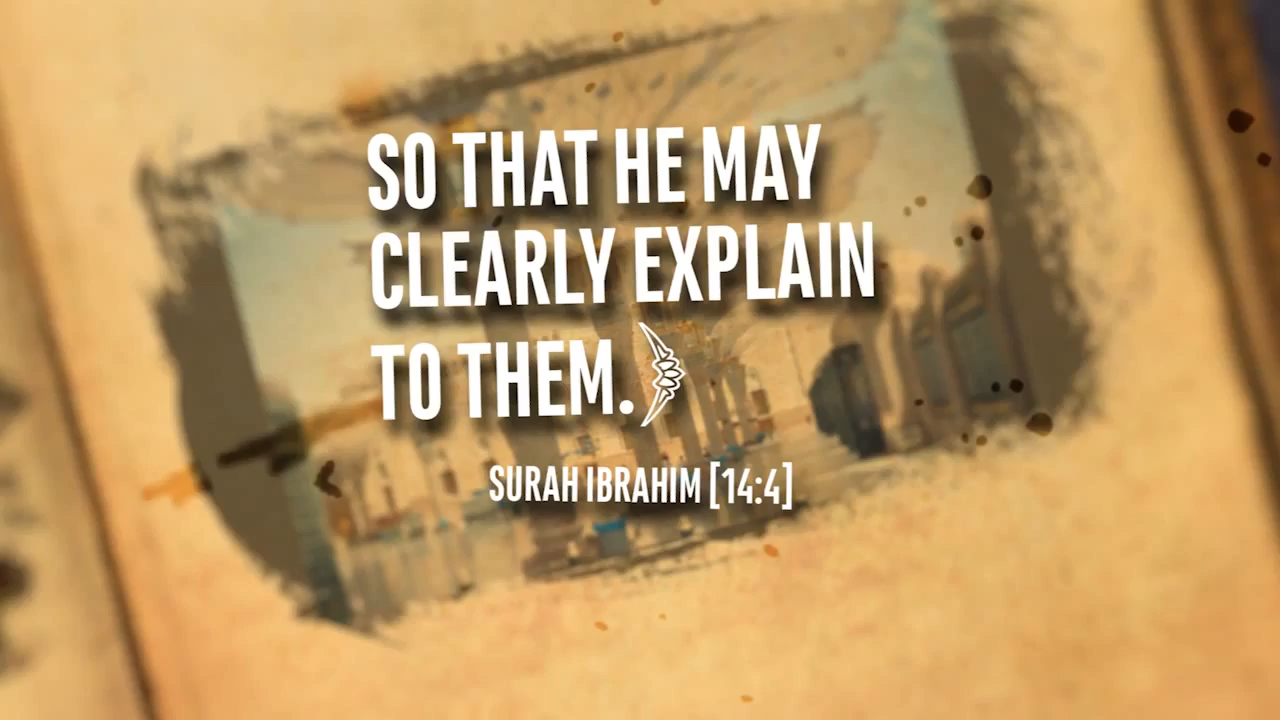 SO THAT HE MAY
CLEARLY EXPLAIN
TO THEM.﴾
SURAH IBRAHIM [14:4]